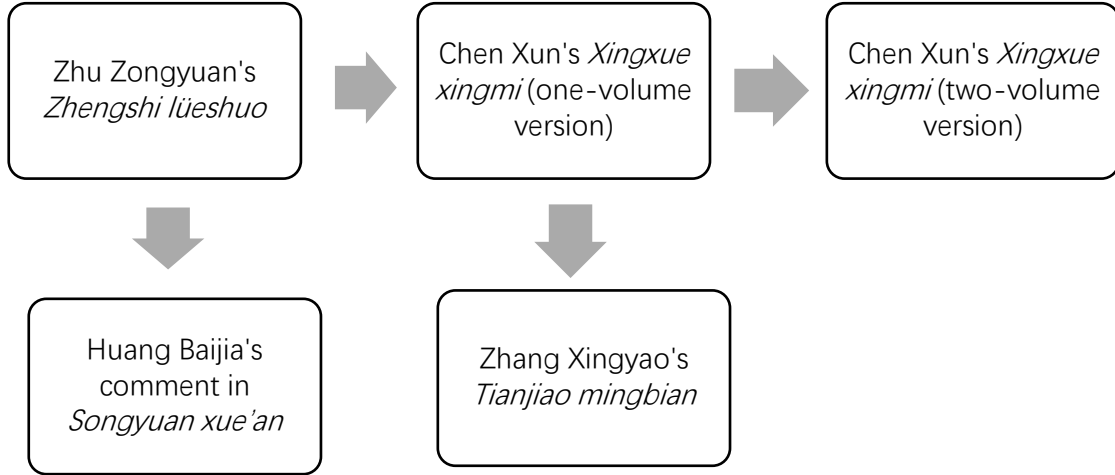 Zhu Zongyuan's
Zhengshi lüeshuo
Chen Xun's Xingxue
xingmi (one-volume
version)
Chen Xun's Xingxue
xingmi (two-volume
version)
Huang Baijia's
comment in
Songyuan xue’an
Zhang Xingyao's
Tianjiao mingbian